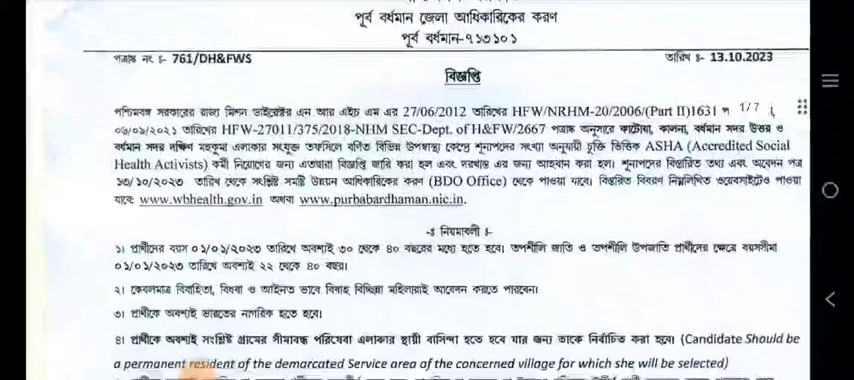 পূর্ব বর্ধমান জেলা আধিকারিকের করণ
পূর্ব বর্ধমান-৭১৩১০১
পত্রাঙ্ক নং ঃ- 761/DH&FWS তারিখ ঃ- 13.10.2023
বিজ্ঞপ্তি
পশ্চিমবঙ্গ সরকারের রাজ্য মিশন ডাইরেক্টর এন আর এইচ এম এর 27/06/2012 তারিখের HFW/NRHM-20/2006/(Part II)1631 1/7
০৬/০৯/২০২১ তারিখের HFW-27011/375/2018-NHM SEC-Dept. of H&FW/2667 পত্রাঙ্ক অনুসারে কাটোয়া, কালনা, বর্ধমান সদর উত্তর ও
বর্ধমান সদর দক্ষিণ মহকুমা এলাকার সংযুক্ত তফসিলে বর্ণিত বিভিন্ন উপস্বাস্থ্য কেন্দ্রে শূন্যপদের সংখ্যা অনুযায়ী চুক্তি ভিত্তিক ASHA (Accredited Social
Health Activists) কর্মী নিয়োগের জন্য এতদ্বারা বিজ্ঞপ্তি জারি করা হল এবং দরখাস্ত এর জন্য আহবান করা হল। শূন্যপদের বিস্তারিত তথ্য এবং আবেদন পত্র
১৩/১০/২০২৩ তারিখ থেকে সংশ্লিষ্ট সমষ্টি উন্নয়ন আধিকারিকের করণ (BDO Office) থেকে পাওয়া যাবে। বিস্তারিত বিবরণ নিম্নলিখিত ওয়েবসাইটেও পাওয়া
যাবে www.wbhealth.gov.in অথবা www.purbabardhaman.nic.in.
-ঃ নিয়মাবলী ঃ-
১। প্রার্থীদের বয়স ০১/০১/২০২৩ তারিখে অবশ্যই ৩০ থেকে ৪০ বছরের মধ্যে হতে হবে। তপশীলি জাতি ও তপশীলি উপজাতি প্রার্থীদের ক্ষেত্রে বয়সসীমা
০১/০১/২০২৩ তারিখে অবশ্যই ২২ থেকে ৪০ বছর।
২। কেবলমাত্র বিবাহিতা, বিধবা ও আইনত ভাবে বিবাহ বিচ্ছিন্না মহিলারাই আবেদন করতে পারবেন।
৩। প্রার্থীকে অবশ্যই ভারতের নাগরিক হতে হবে।
৪। প্রার্থীকে অবশ্যই সংশ্লিষ্ট গ্রামের সীমাবদ্ধ পরিষেবা এলাকার স্থায়ী বাসিন্দা হতে হবে যার জন্য তাকে নির্বাচিত করা হবে। (Candidate Should be
a permanent resident of the demarcated Service area of the concerned village for which she will be selected)